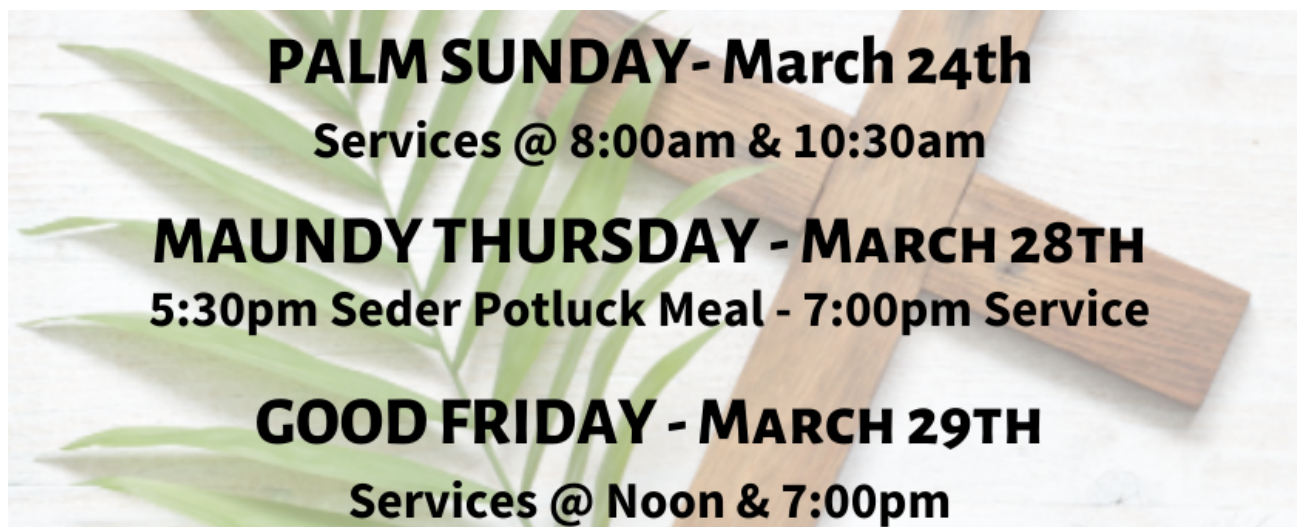 PALM SUNDAY- March 24th
Services @ 8:00am & 10:30am
MAUNDY THURSDAY - MARCH 28TH
5:30pm Seder Potluck Meal - 7:00pm Service
GOOD FRIDAY - MARCH 29TH
Services @ Noon & 7:00pm